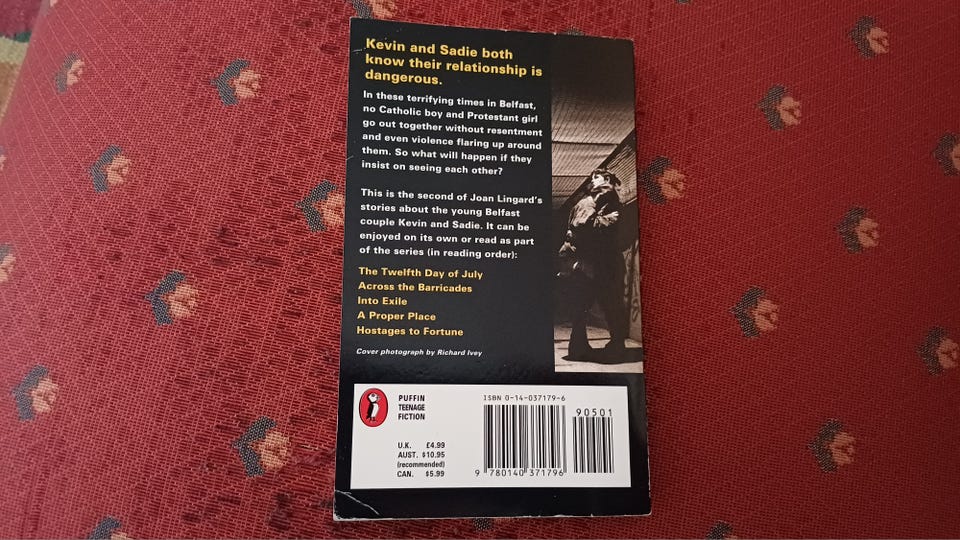 Kevin and Sadie both
know their relationship is
dangerous.
In these terrifying times in Belfast,
no Catholic boy and Protestant girl
go out together without resentment
and even violence flaring up around
them. So what will happen if they
insist on seeing each other?
This is the second of Joan Lingard's
stories about the young Belfast
couple Kevin and Sadie. It can be
enjoyed on its own or read as part
of the series (in reading order):
The Twelfth Day of July
Across the Barricades
Into Exile
A Proper Place
Hostages to Fortune
Cover photograph by Richard Ivey
PUFFIN
TEENAGE
FICTION
U.K. £4.99
AUST. $10.95
(recommended)
CAN. $5.99
ISBN 0-14-037179-6
90501
9 780140 371796